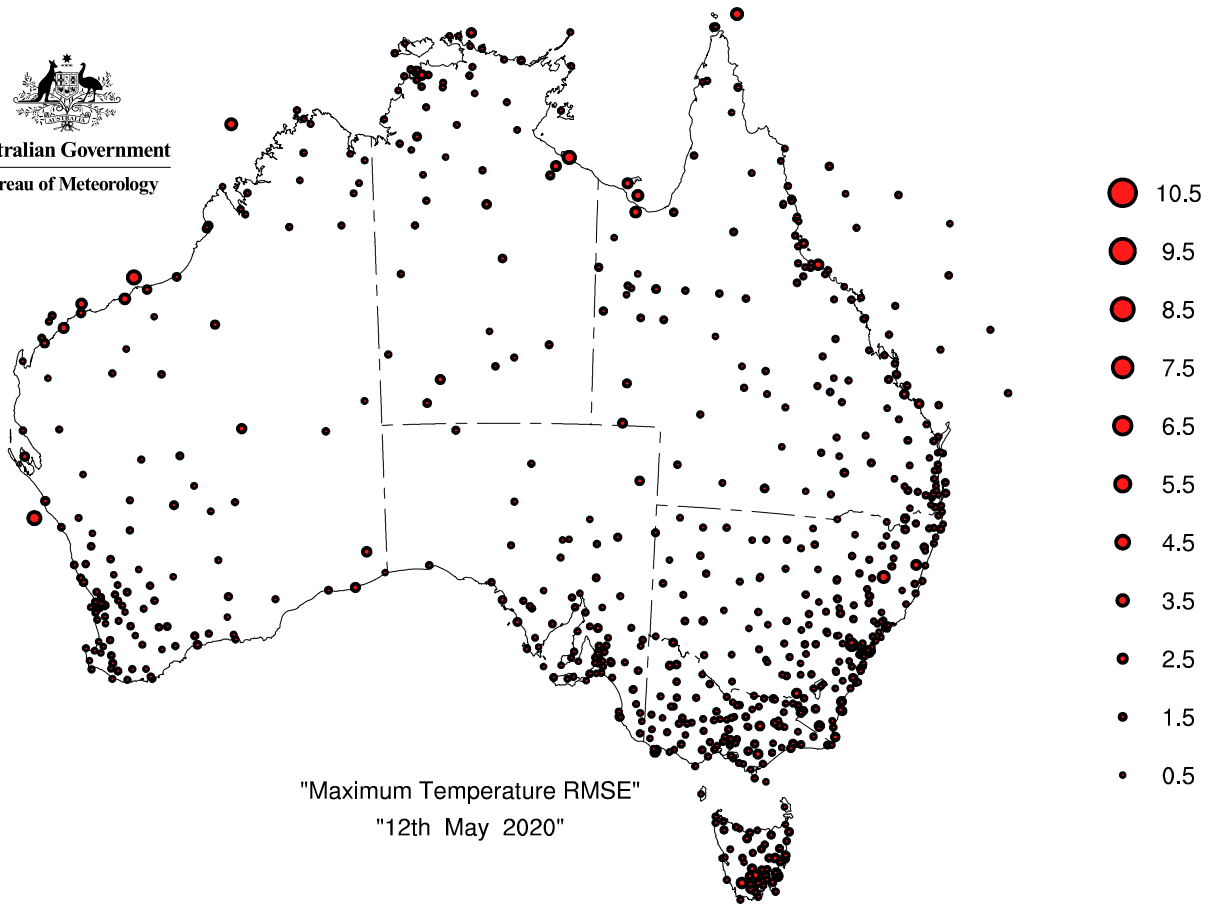 AUSTRALIA
tralian Government
reau of Meteorology
10.5
9.5
8.5
7.5
6.5
5.5
4.5
3.5
2.5
1.5
0.5
"Maximum Temperature RMSE"
"12th May 2020"